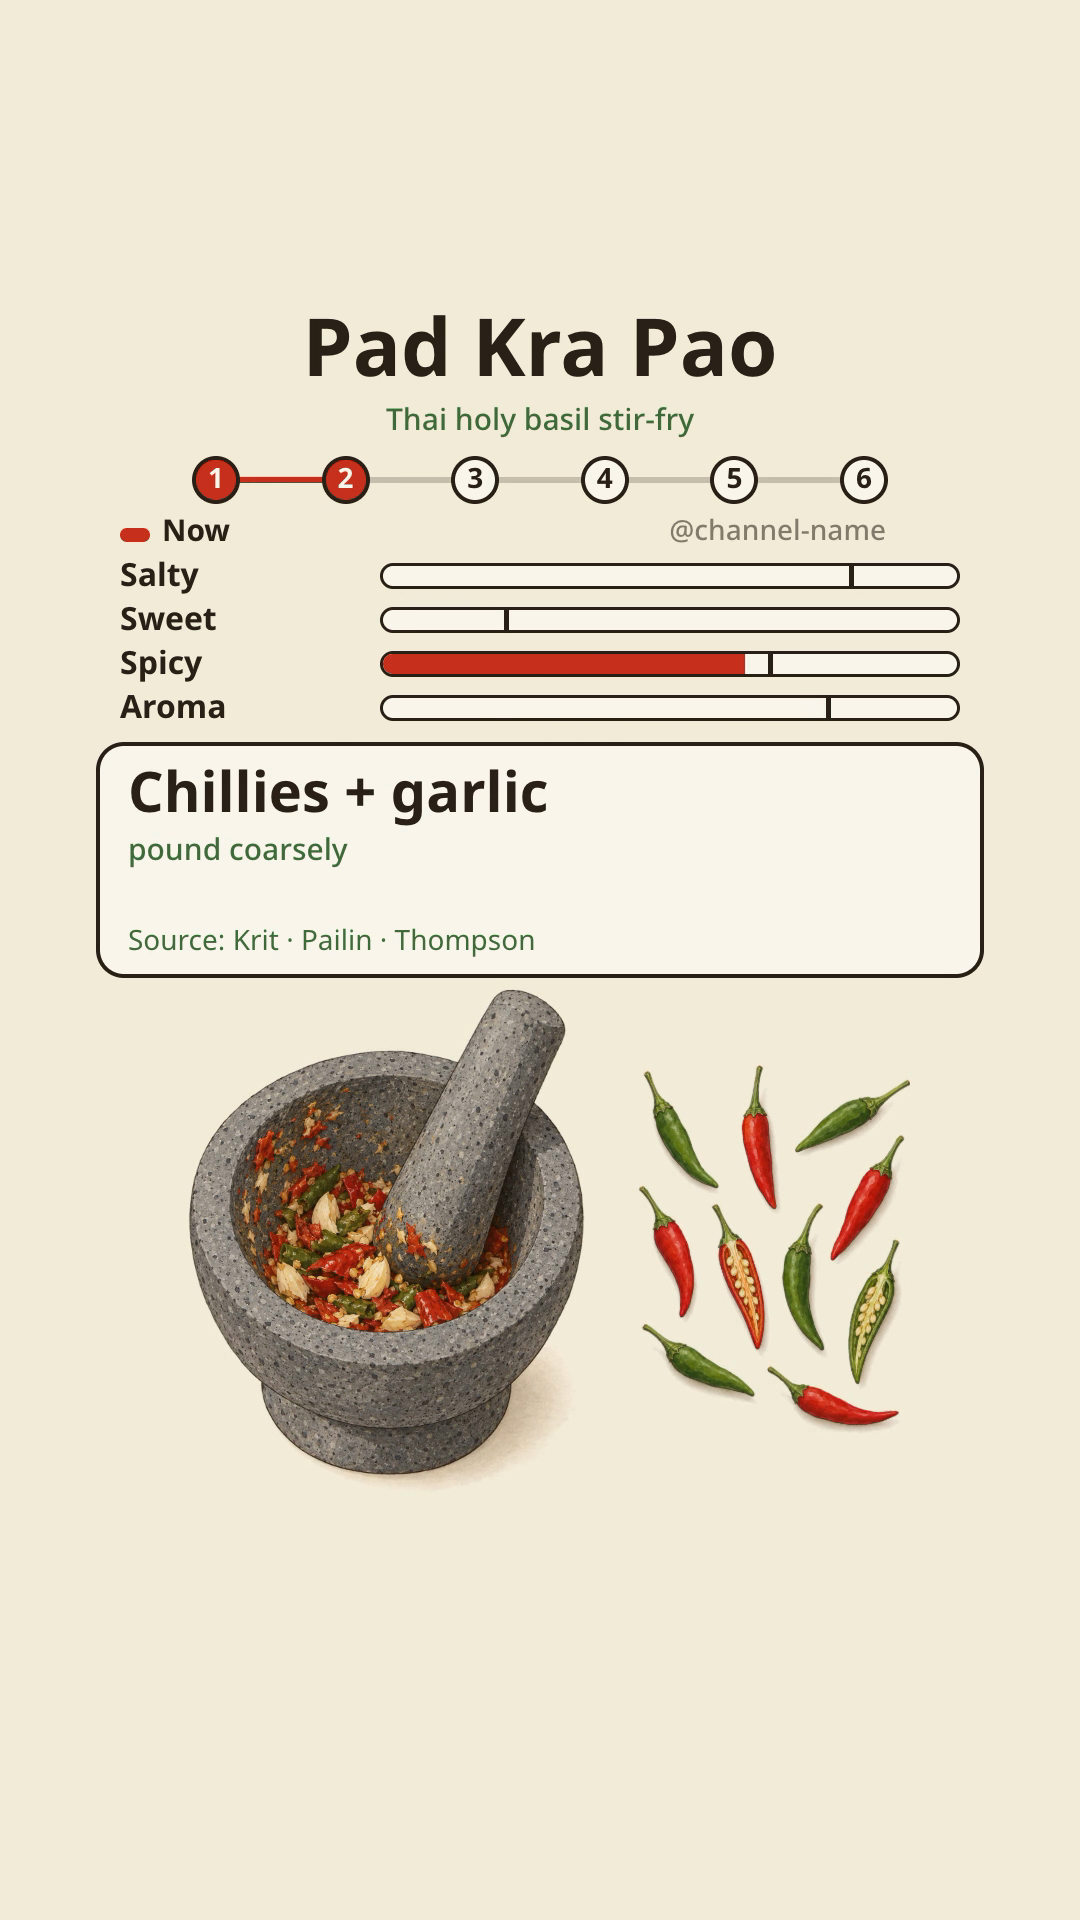 Pad Kra Pao
Thai holy basil stir-fry
1 2 3 4 5 6
Now @channel-name
Salty
Sweet
Spicy
Aroma
Chillies + garlic
pound coarsely
Source: Krit · Pailin · Thompson